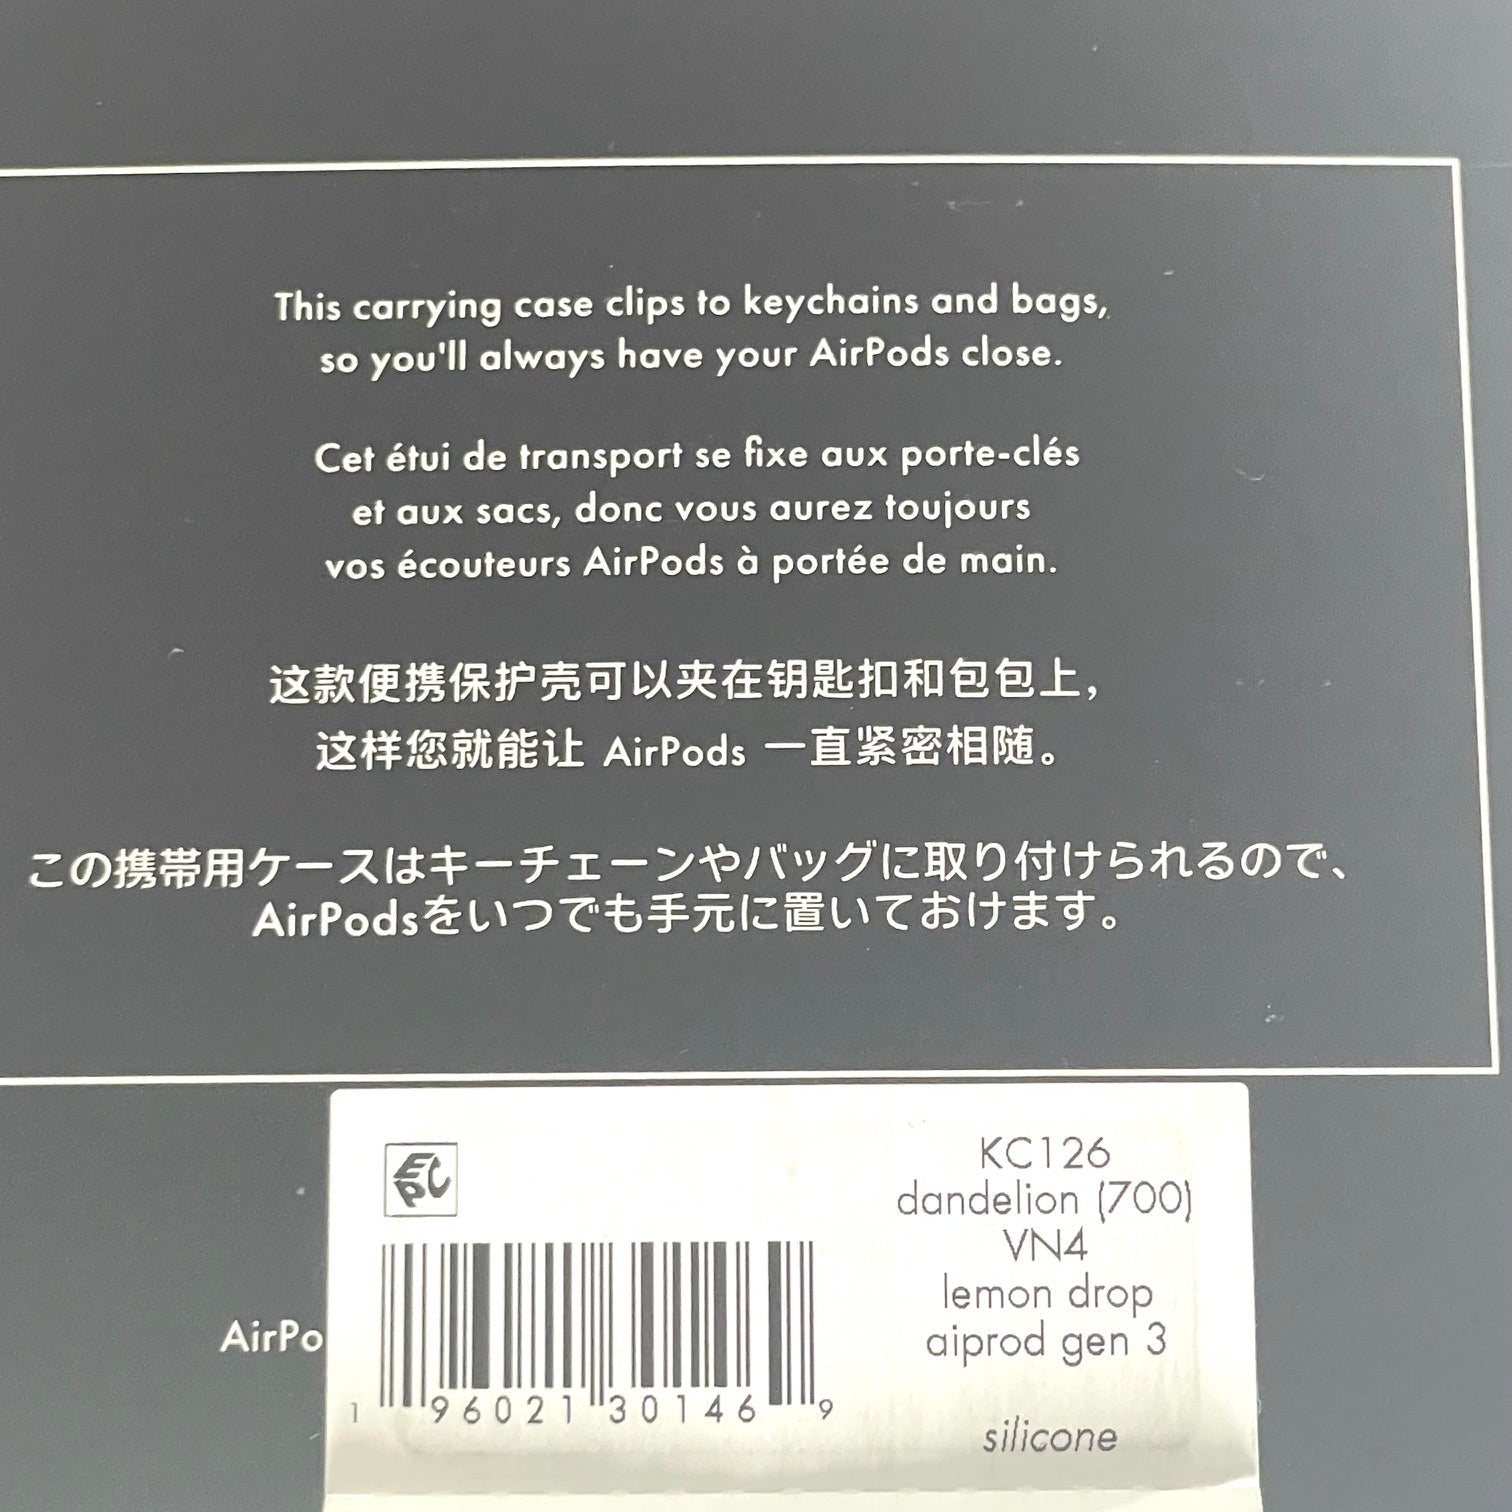 This carrying case clips to keychains and bags,
so you'll always have your AirPods close.
Cet étui de transport se fixe aux porte-clés
et aux sacs, donc vous aurez toujours
vos écouteurs AirPods à portée de main.
这款便携保护壳可以夹在钥匙扣和包包上，
这样您就能让 AirPods 一直紧密相随。
この携帯用ケースはキーチェーンやバッグに取り付けられるので、
AirPodsをいつでも手元に置いておけます。
AirPo
EPC
1 96021 30146 9
KC126
dandelion (700)
VN4
lemon drop
aiprod gen 3
silicone